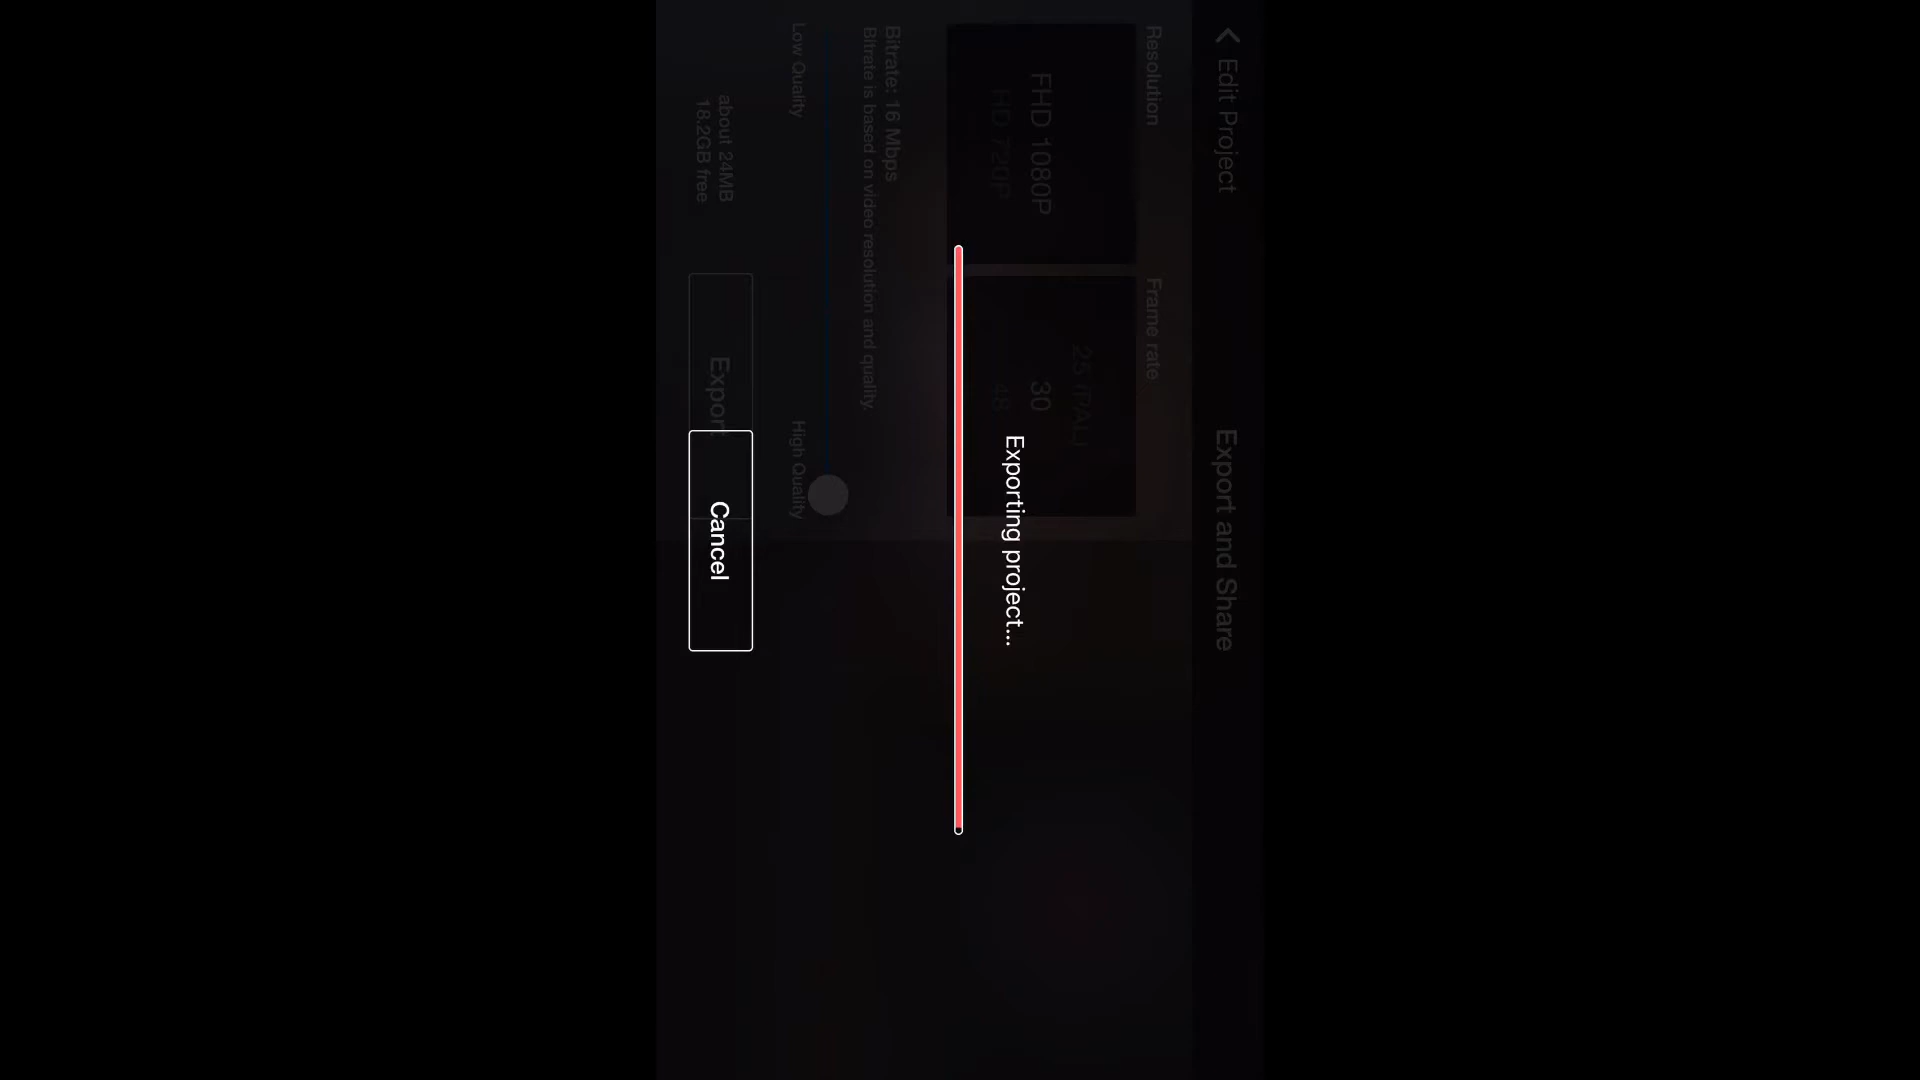 Edit Project
Export and Share
Resolution
Frame rate
25 (PAL)
FHD 1080P
30
HD 720P
48
Exporting project...
Bitrate: 16 Mbps
Bitrate is based on video resolution and quality.
Low Quality
High Quality
about 24MB
18.2GB free
Export
Cancel